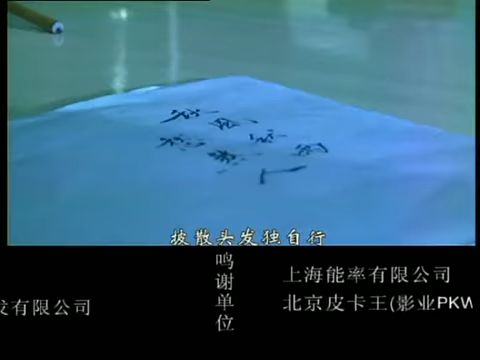 披散头发独自行
鸣谢单位
上海能率有限公司
北京皮卡王(影业PKW
发有限公司